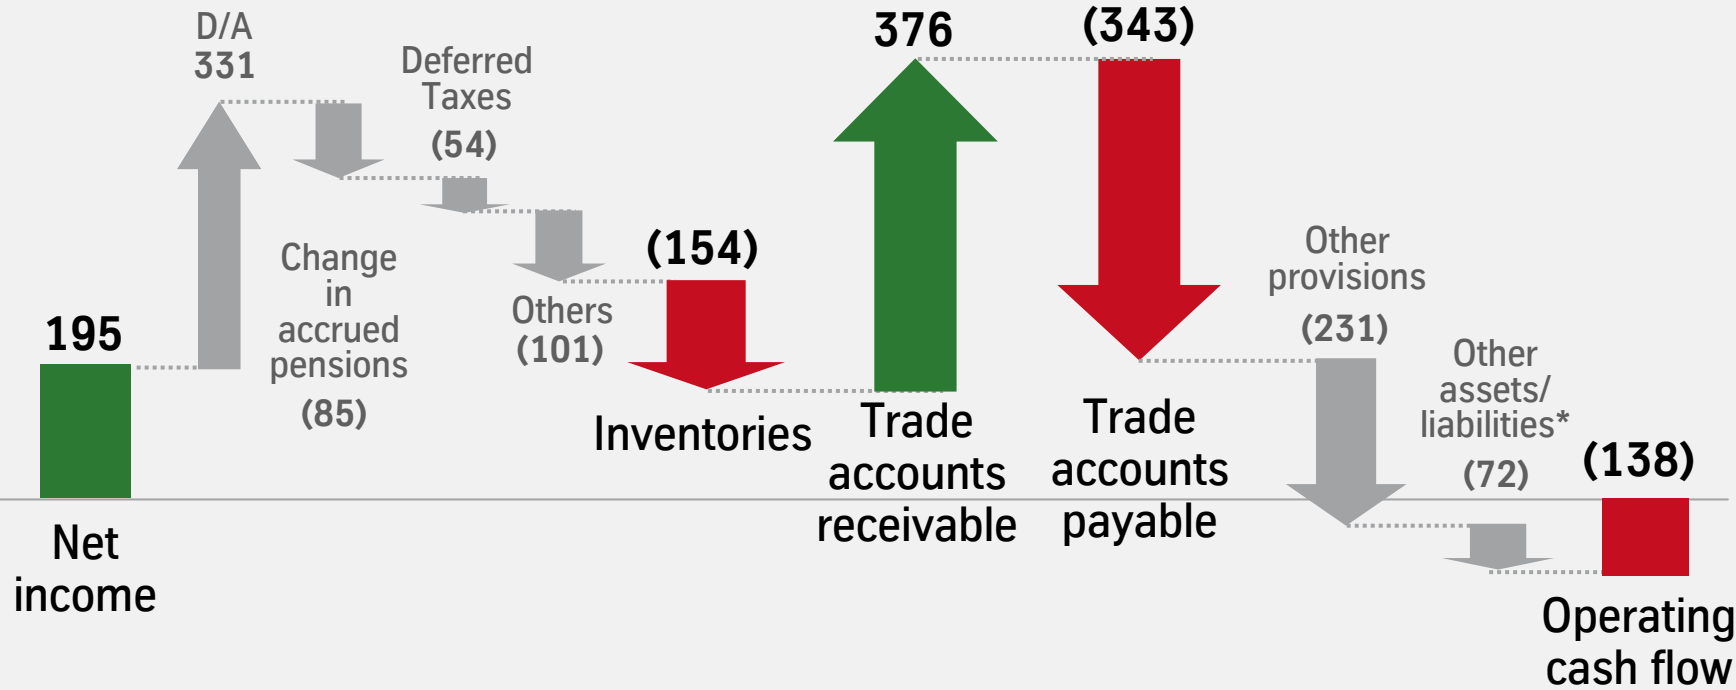 195
Net
income
D/A
331
Change
in
accrued
pensions
(85)
Deferred
Taxes
(54)
Others
(101)
(154)
Inventories
376
Trade
accounts
receivable
(343)
Trade
accounts
payable
Other
provisions
(231)
Other
assets/
liabilities*
(72)
(138)
Operating
cash flow